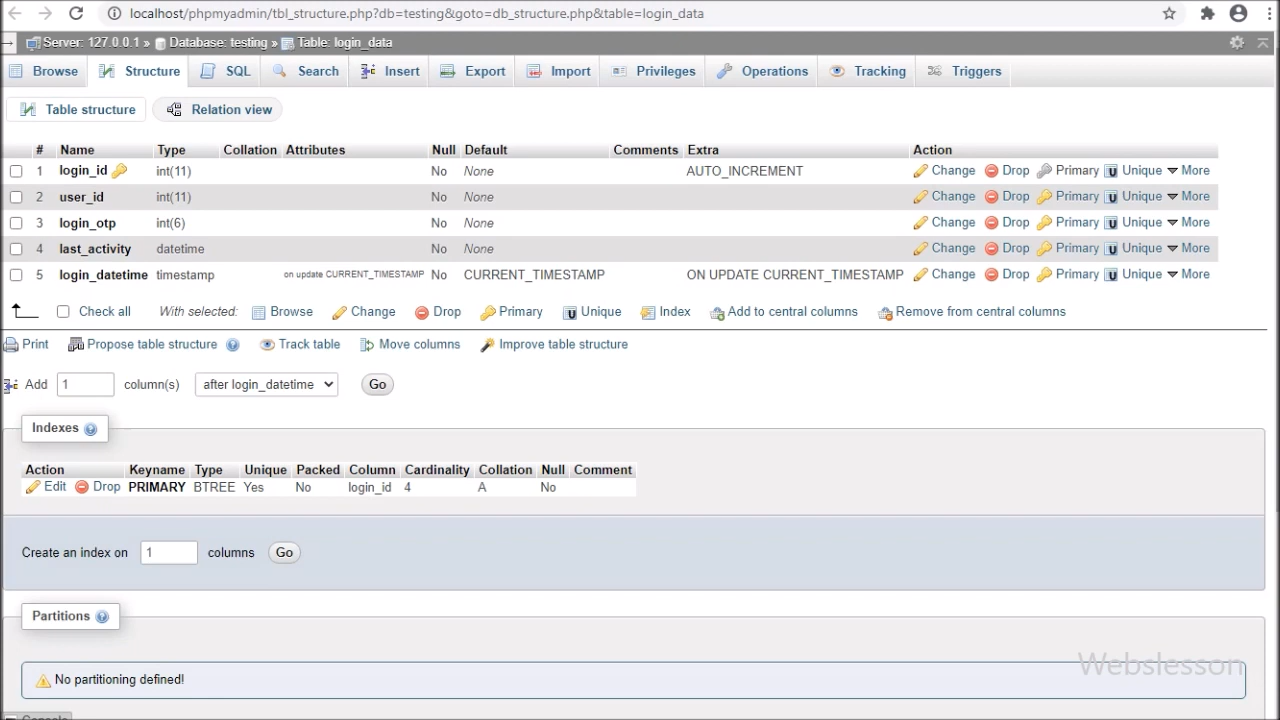 localhost/phpmyadmin/tbl_structure.php?db=testing&goto=db_structure.php&table=login_data
Server: 127.0.0.1 » Database: testing » Table: login_data
Browse Structure SQL Search Insert Export Import Privileges Operations Tracking Triggers
Table structure Relation view
# Name Type Collation Attributes Null Default Comments Extra Action
1 login_id int(11) No None AUTO_INCREMENT Change Drop Primary Unique More
2 user_id int(11) No None Change Drop Primary Unique More
3 login_otp int(6) No None Change Drop Primary Unique More
4 last_activity datetime No None Change Drop Primary Unique More
5 login_datetime timestamp on update CURRENT_TIMESTAMP No CURRENT_TIMESTAMP ON UPDATE CURRENT_TIMESTAMP Change Drop Primary Unique More
Check all With selected: Browse Change Drop Primary Unique Index Add to central columns Remove from central columns
Print Propose table structure Track table Move columns Improve table structure
Add 1 column(s) after login_datetime Go
Indexes
Action Keyname Type Unique Packed Column Cardinality Collation Null Comment
Edit Drop PRIMARY BTREE Yes No login_id 4 A No
Create an index on 1 columns Go
Partitions
Webslesson
No partitioning defined!
Console